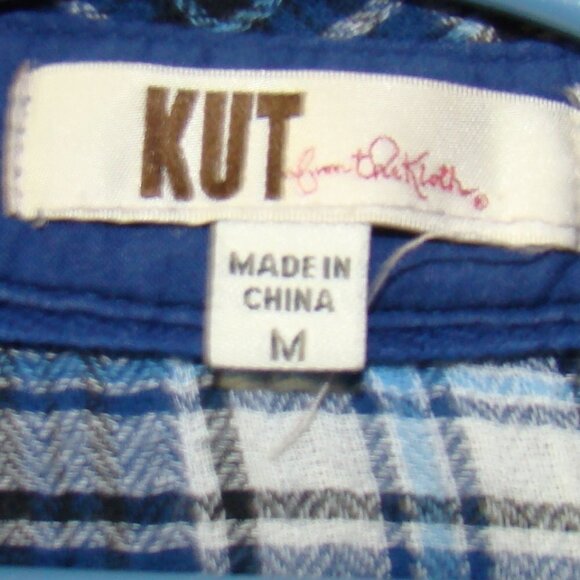 KUT from the Kloth®
MADE IN
CHINA
M